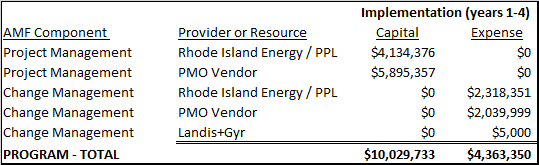 Implementation (years 1-4)
AMF Component Provider or Resource Capital Expense
Project Management Rhode Island Energy / PPL $4,134,376 $0
Project Management PMO Vendor $5,895,357 $0
Change Management Rhode Island Energy / PPL $0 $2,318,351
Change Management PMO Vendor $0 $2,039,999
Change Management Landis+Gyr $0 $5,000
PROGRAM - TOTAL $10,029,733 $4,363,350